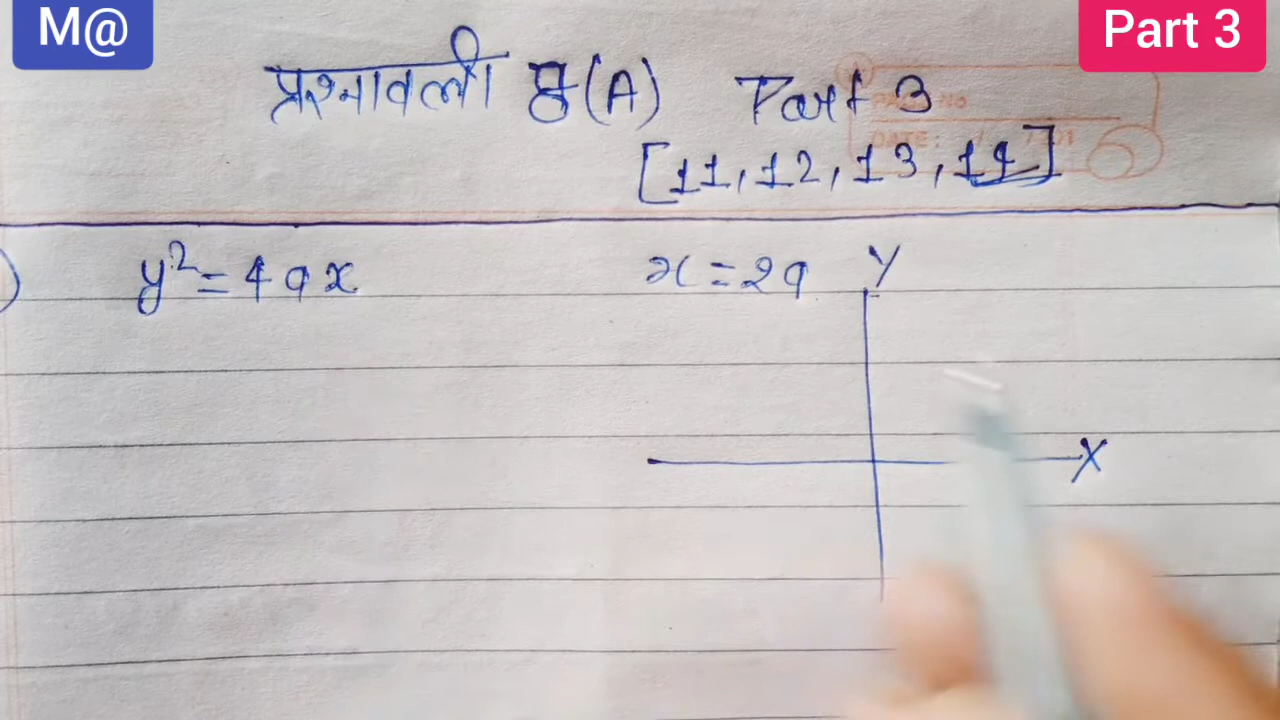 M@
Part 3
प्रश्नावली 8(A) Part 3
[11, 12, 13, 14]
) y² = 4ax
x = 2a
Y
X